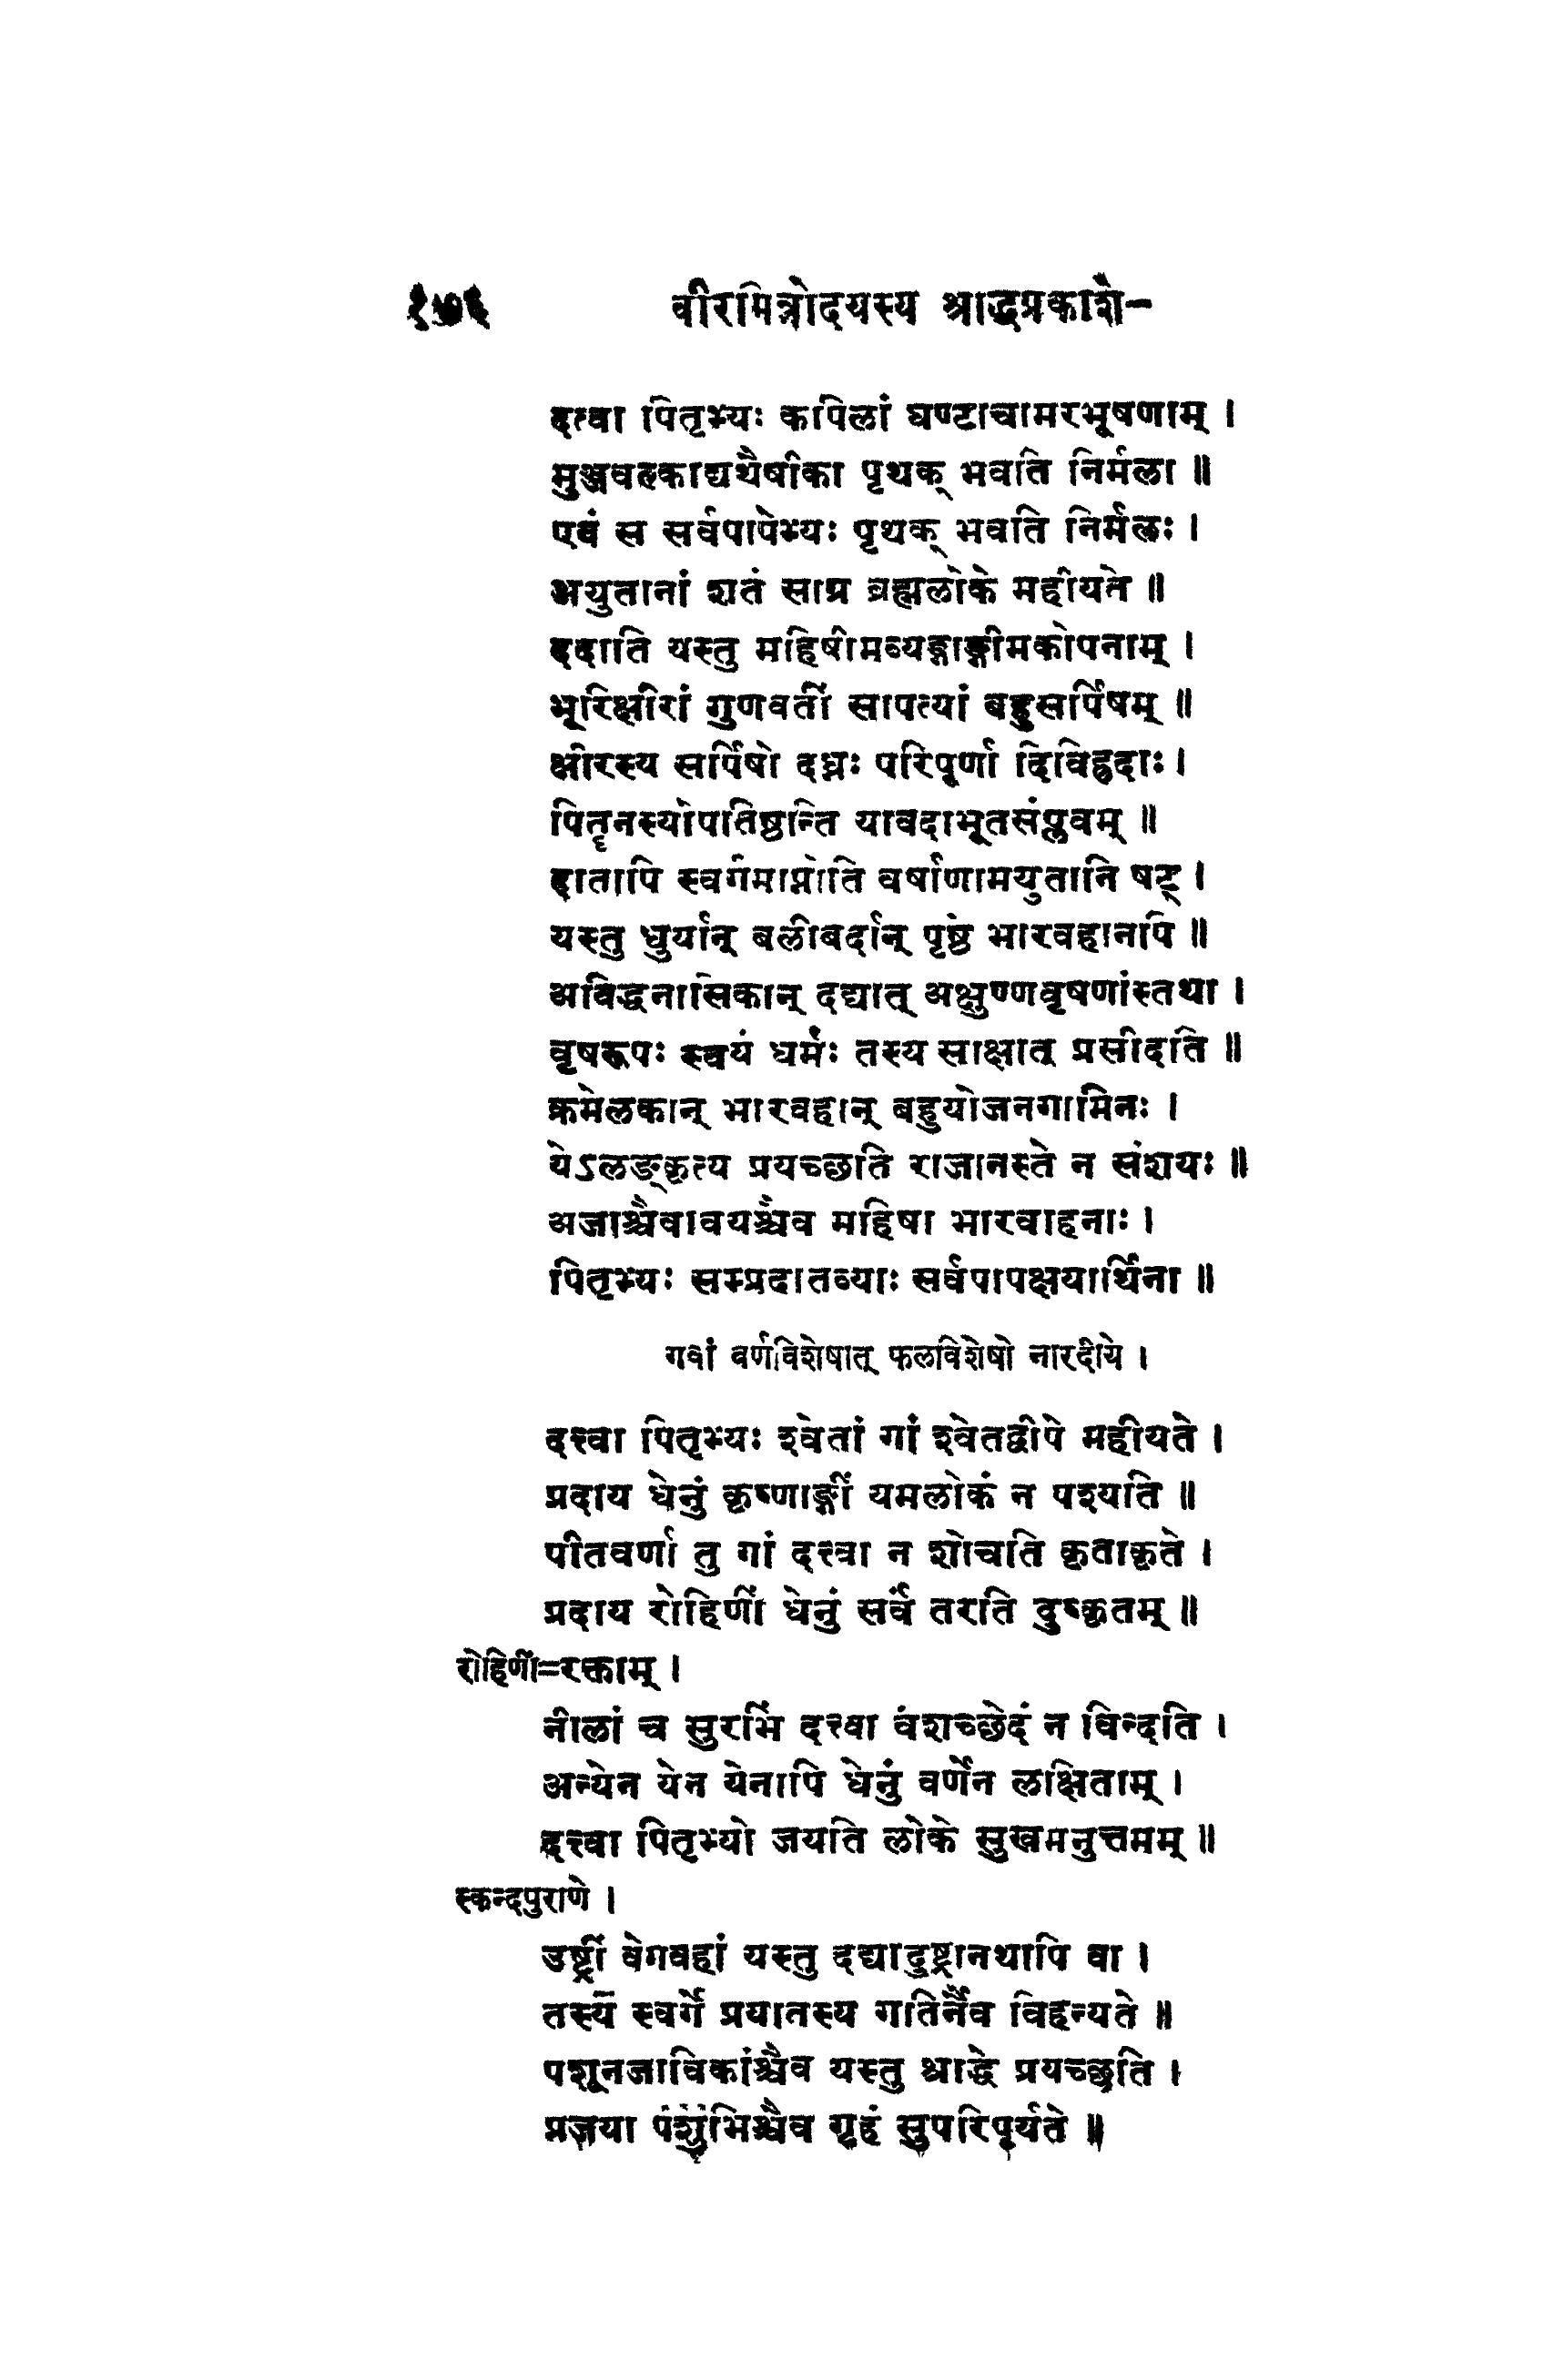 १७६ वीरमित्रोदयस्य श्राद्धप्रकाशे-
दत्वा पितृभ्यः कपिलां घण्टाचामरभूषणाम् ।
मुञ्जवल्काद्यथैषीका पृथक् भवति निर्मला ॥
एवं स सर्वपापेभ्यः पृथक् भवति निर्मलः ।
अयुतानां शतं साग्र ब्रह्मलोके महीयते ॥
ददाति यस्तु महिषीमव्यङ्गाङ्गीमकोपनाम् ।
भूरिक्षीरां गुणवतीं सापत्यां बहुसर्पिषम् ॥
क्षीरस्य सर्पिषो दध्नः परिपूर्णा दिविह्रदाः ।
पितॄनस्योपतिष्ठन्ति यावदाभूतसंप्लवम् ॥
दातापि स्वर्गमाप्नोति वर्षाणामयुतानि षट् ।
यस्तु धुर्यान् बलीबर्दान् पृष्ठे भारवहानपि ॥
अविद्धनासिकान् दद्यात् अक्षुण्णवृषणांस्तथा ।
वृषरूपः स्वयं धर्मः तस्य साक्षात् प्रसीदति ॥
क्रमेलकान् भारवहान् बहुयोजनगामिनः ।
येऽलङ्कृत्य प्रयच्छति राजानस्ते न संशयः ॥
अजाश्चैवावयश्चैव महिषा भारवाहनाः ।
पितृभ्यः सम्प्रदातव्याः सर्वपापक्षयार्थिना ॥
गवां वर्णविशेषात् फलविशेषो नारदीये ।
दत्त्वा पितृभ्यः श्वेतां गां श्वेतद्वीपे महीयते ।
प्रदाय धेनुं कृष्णाङ्गीं यमलोकं न पश्यति ॥
पीतवर्णा तु गां दत्त्वा न शोचति कृताकृते ।
प्रदाय रोहिणीं धेनुं सर्वं तरति दुष्कृतम् ॥
रोहिणीं=रक्ताम् ।
नीलां च सुरभिं दत्त्वा वंशच्छेदं न विन्दति ।
अन्येन येन येनापि धेनुं वर्णेन लक्षिताम् ।
दत्त्वा पितृभ्यो जयति लोके सुखमनुत्तमम् ॥
स्कन्दपुराणे ।
उष्ट्रीं वेगवहां यस्तु दद्यादुष्ट्रानथापि वा ।
तस्य स्वर्गे प्रयातस्य गतिर्नैव विहन्यते ॥
पशूनजाविकांश्चैव यस्तु श्राद्धे प्रयच्छति ।
प्रजया पशुभिश्चैव गृहं सुपरिपूर्यते ॥